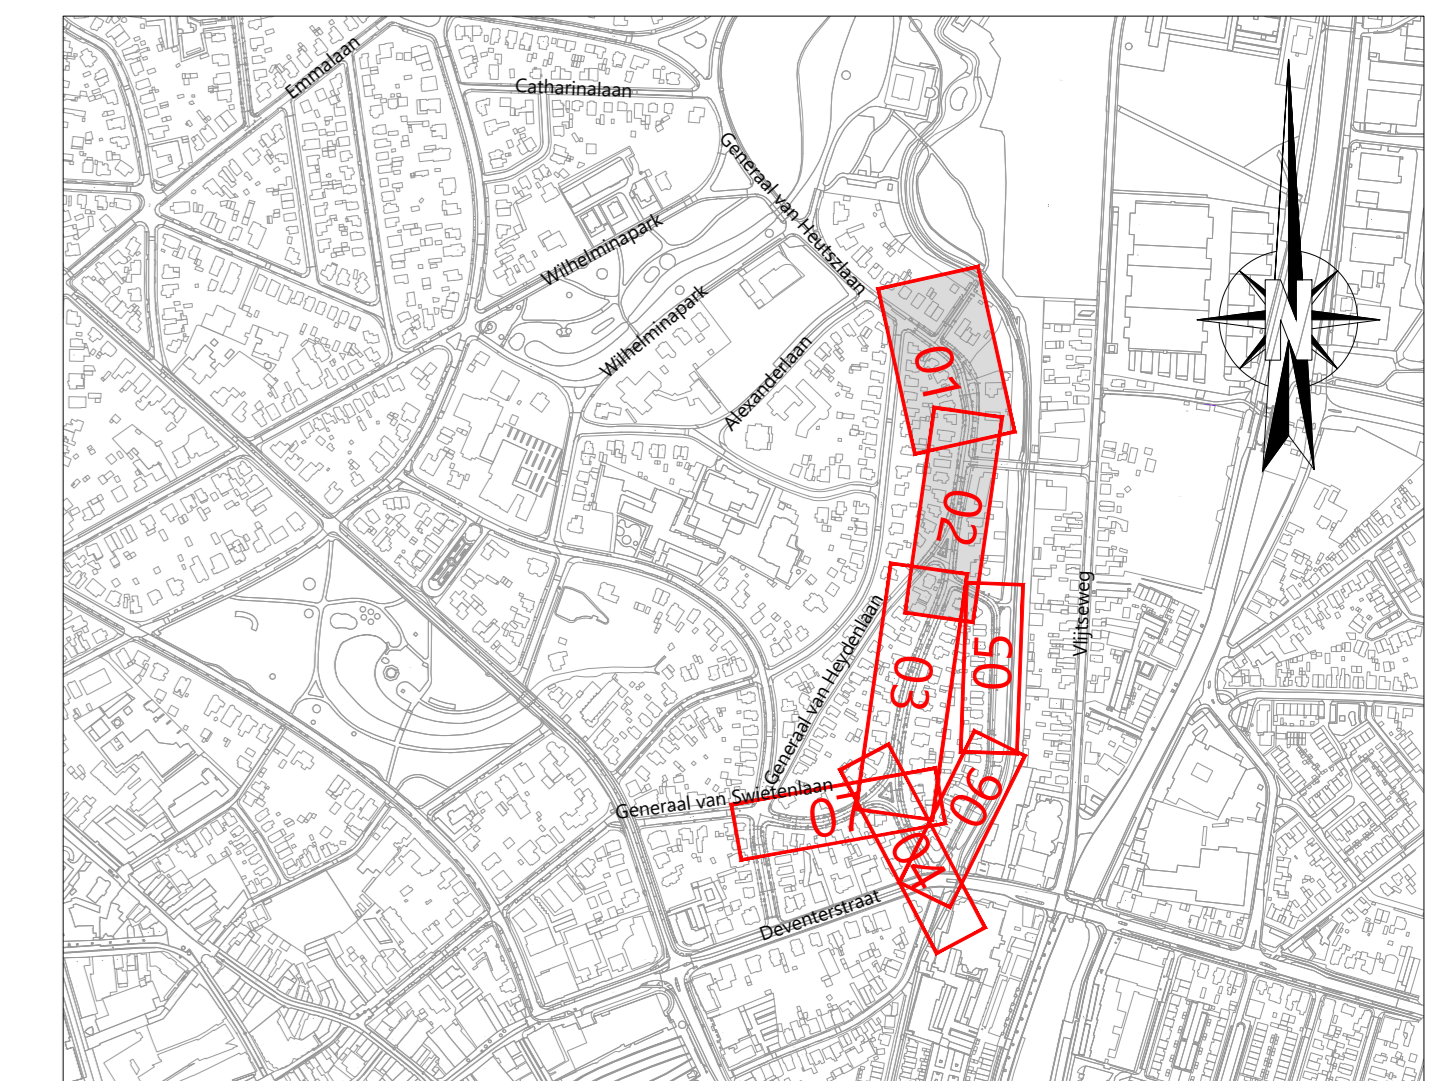 Emmalaan
Catharinalaan
Generaal van Heutszlaan
Wilhelminapark
Wilhelminapark
Alexanderlaan
01
02
Vlijtseweg
Generaal van Heydenlaan
03
05
Generaal van Swietenlaan
06
07
04
Deventerstraat
N